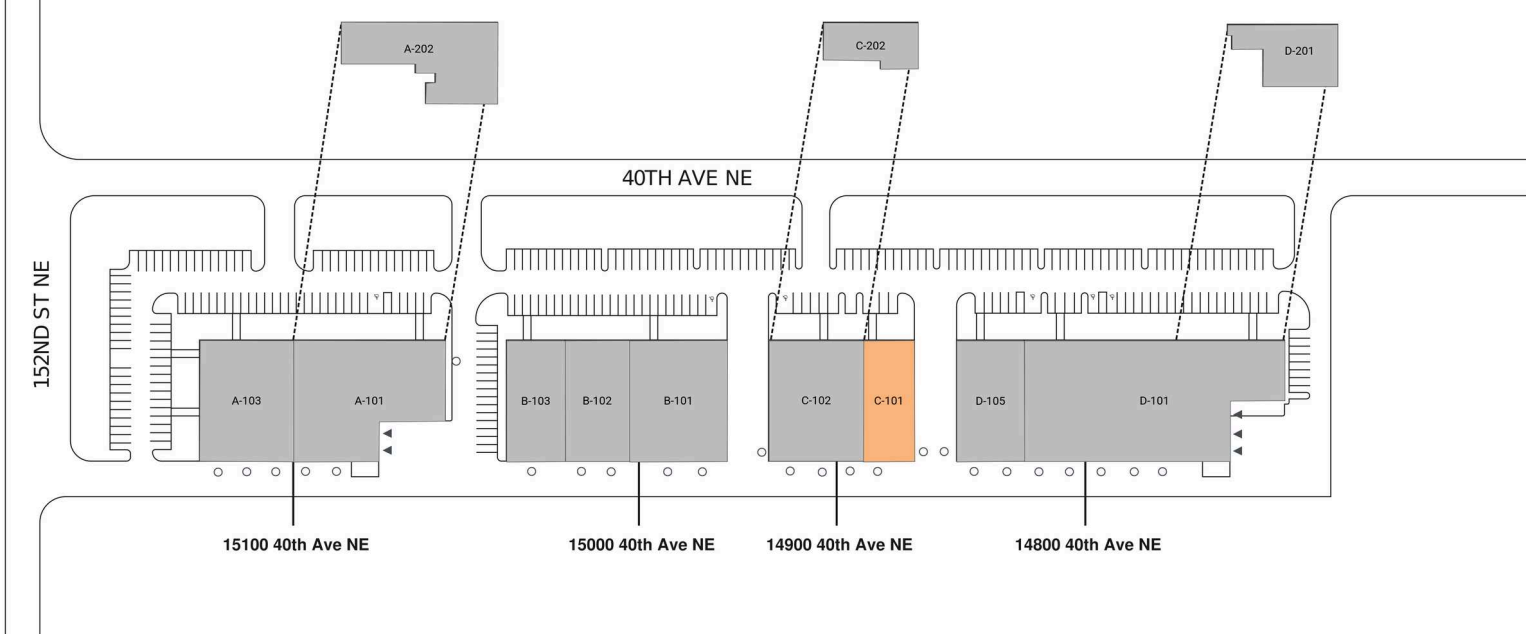 A-202
C-202
D-201
40TH AVE NE
152ND ST NE
A-103
A-101
B-103
B-102
B-101
C-102
C-101
D-105
D-101
15100 40th Ave NE
15000 40th Ave NE
14900 40th Ave NE
14800 40th Ave NE